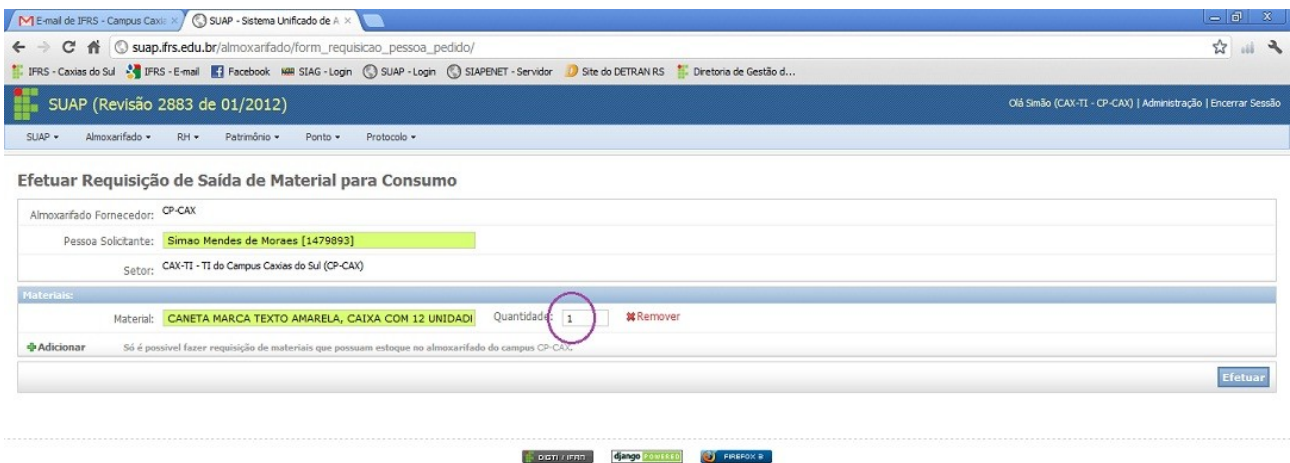 E-mail de IFRS - Campus Caxi
SUAP - Sistema Unificado de A
suap.ifrs.edu.br/almoxarifado/form_requisicao_pessoa_pedido/
IFRS - Caxias do Sul IFRS - E-mail Facebook SIAG - Login SUAP - Login SIAPENET - Servidor Site do DETRAN RS Diretoria de Gestão d...
SUAP (Revisão 2883 de 01/2012) Olá Simão (CAX-TI - CP-CAX) | Administração | Encerrar Sessão
SUAP Almoxarifado RH Patrimônio Ponto Protocolo
Efetuar Requisição de Saída de Material para Consumo
Almoxarifado Fornecedor: CP-CAX
Pessoa Solicitante: Simao Mendes de Moraes [1479893]
Setor: CAX-TI - TI do Campus Caxias do Sul (CP-CAX)
Materiais:
Material: CANETA MARCA TEXTO AMARELA, CAIXA COM 12 UNIDADI Quantidade: 1 Remover
Adicionar Só é possível fazer requisição de materiais que possuam estoque no almoxarifado do campus CP-CAX.
Efetuar
django POWERED FIREFOX 3